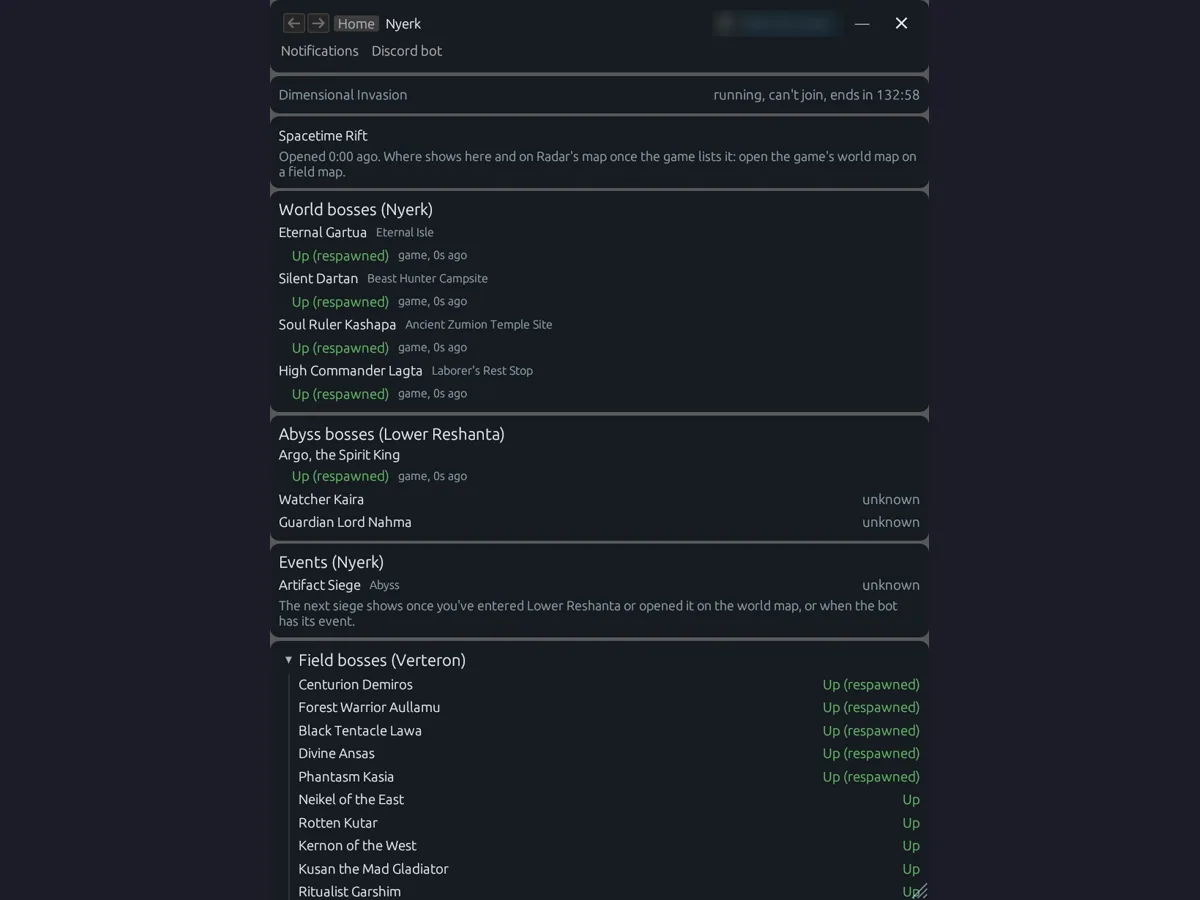 Home Nyerk
Notifications Discord bot
Dimensional Invasion running, can't join, ends in 132:58
Spacetime Rift
Opened 0:00 ago. Where shows here and on Radar's map once the game lists it: open the game's world map on
a field map.
World bosses (Nyerk)
Eternal Gartua Eternal Isle
Up (respawned) game, 0s ago
Silent Dartan Beast Hunter Campsite
Up (respawned) game, 0s ago
Soul Ruler Kashapa Ancient Zumion Temple Site
Up (respawned) game, 0s ago
High Commander Lagta Laborer's Rest Stop
Up (respawned) game, 0s ago
Abyss bosses (Lower Reshanta)
Argo, the Spirit King
Up (respawned) game, 0s ago
Watcher Kaira unknown
Guardian Lord Nahma unknown
Events (Nyerk)
Artifact Siege Abyss unknown
The next siege shows once you've entered Lower Reshanta or opened it on the world map, or when the bot
has its event.
Field bosses (Verteron)
Centurion Demiros Up (respawned)
Forest Warrior Aullamu Up (respawned)
Black Tentacle Lawa Up (respawned)
Divine Ansas Up (respawned)
Phantasm Kasia Up (respawned)
Neikel of the East Up
Rotten Kutar Up
Kernon of the West Up
Kusan the Mad Gladiator Up
Ritualist Garshim Up